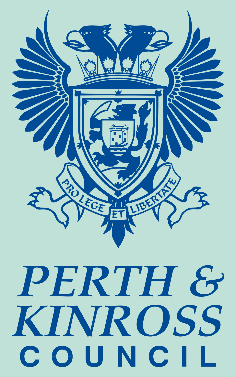 PRO LEGE ET LIBERTATE
PERTH &
KINROSS
COUNCIL